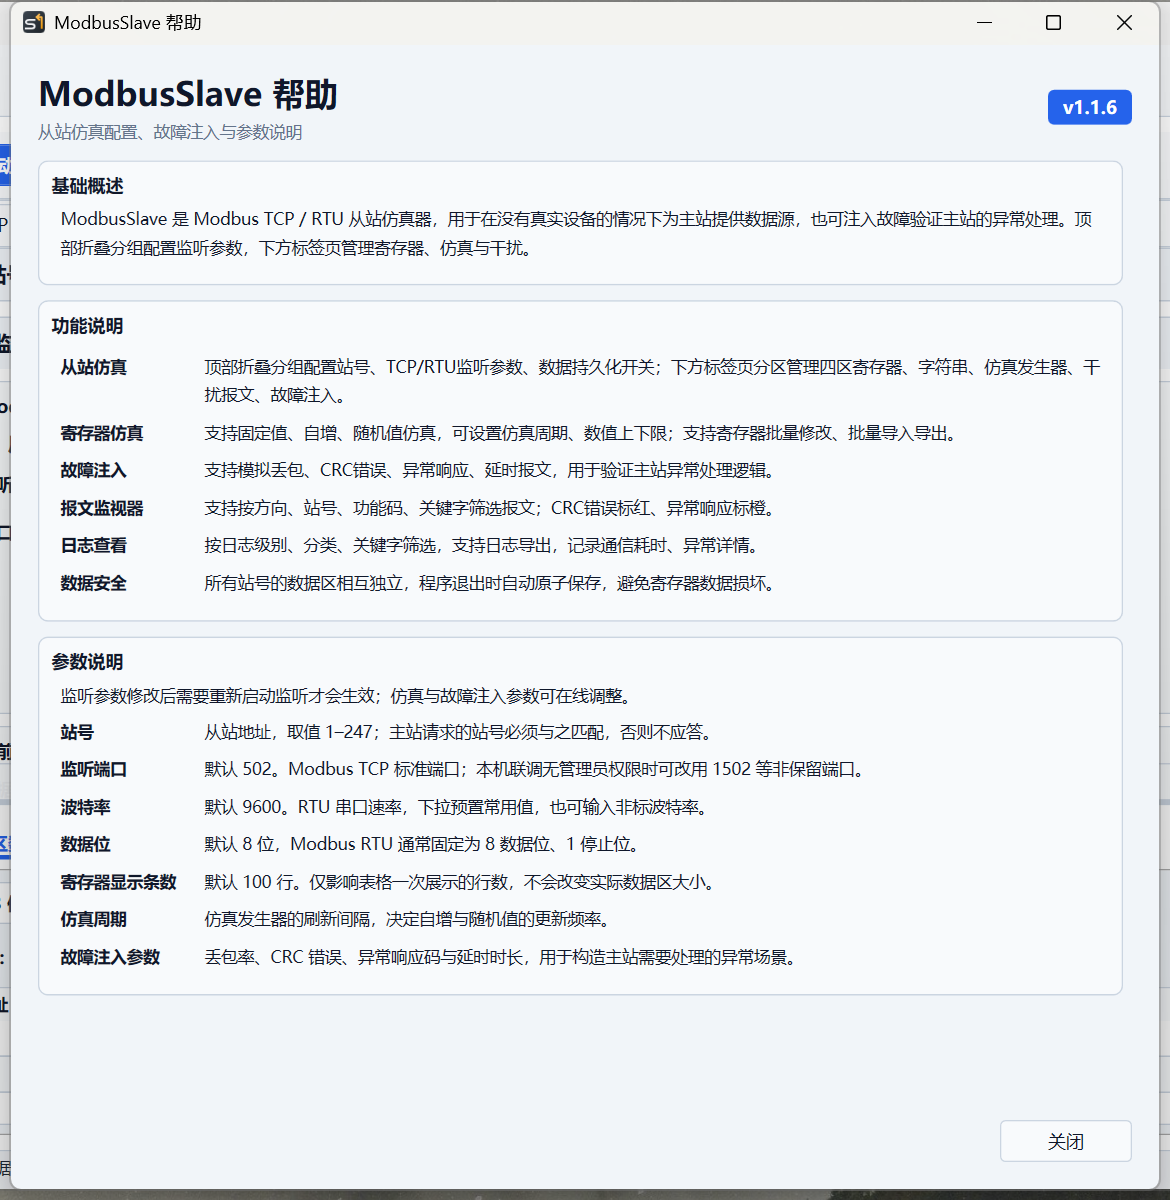 ModbusSlave 帮助
ModbusSlave 帮助
v1.1.6
从站仿真配置、故障注入与参数说明
基础概述
ModbusSlave 是 Modbus TCP / RTU 从站仿真器，用于在没有真实设备的情况下为主站提供数据源，也可注入故障验证主站的异常处理。顶
部折叠分组配置监听参数，下方标签页管理寄存器、仿真与干扰。
功能说明
从站仿真 顶部折叠分组配置站号、TCP/RTU监听参数、数据持久化开关；下方标签页分区管理四区寄存器、字符串、仿真发生器、干
扰报文、故障注入。
寄存器仿真 支持固定值、自增、随机值仿真，可设置仿真周期、数值上下限；支持寄存器批量修改、批量导入导出。
故障注入 支持模拟丢包、CRC错误、异常响应、延时报文，用于验证主站异常处理逻辑。
报文监视器 支持按方向、站号、功能码、关键字筛选报文；CRC错误标红、异常响应标橙。
日志查看 按日志级别、分类、关键字筛选，支持日志导出，记录通信耗时、异常详情。
数据安全 所有站号的数据区相互独立，程序退出时自动原子保存，避免寄存器数据损坏。
参数说明
监听参数修改后需要重新启动监听才会生效；仿真与故障注入参数可在线调整。
站号 从站地址，取值 1–247；主站请求的站号必须与之匹配，否则不应答。
监听端口 默认 502。Modbus TCP 标准端口；本机联调无管理员权限时可改用 1502 等非保留端口。
波特率 默认 9600。RTU 串口速率，下拉预置常用值，也可输入非标波特率。
数据位 默认 8 位，Modbus RTU 通常固定为 8 数据位、1 停止位。
寄存器显示条数 默认 100 行。仅影响表格一次展示的行数，不会改变实际数据区大小。
仿真周期 仿真发生器的刷新间隔，决定自增与随机值的更新频率。
故障注入参数 丢包率、CRC 错误、异常响应码与延时时长，用于构造主站需要处理的异常场景。
关闭